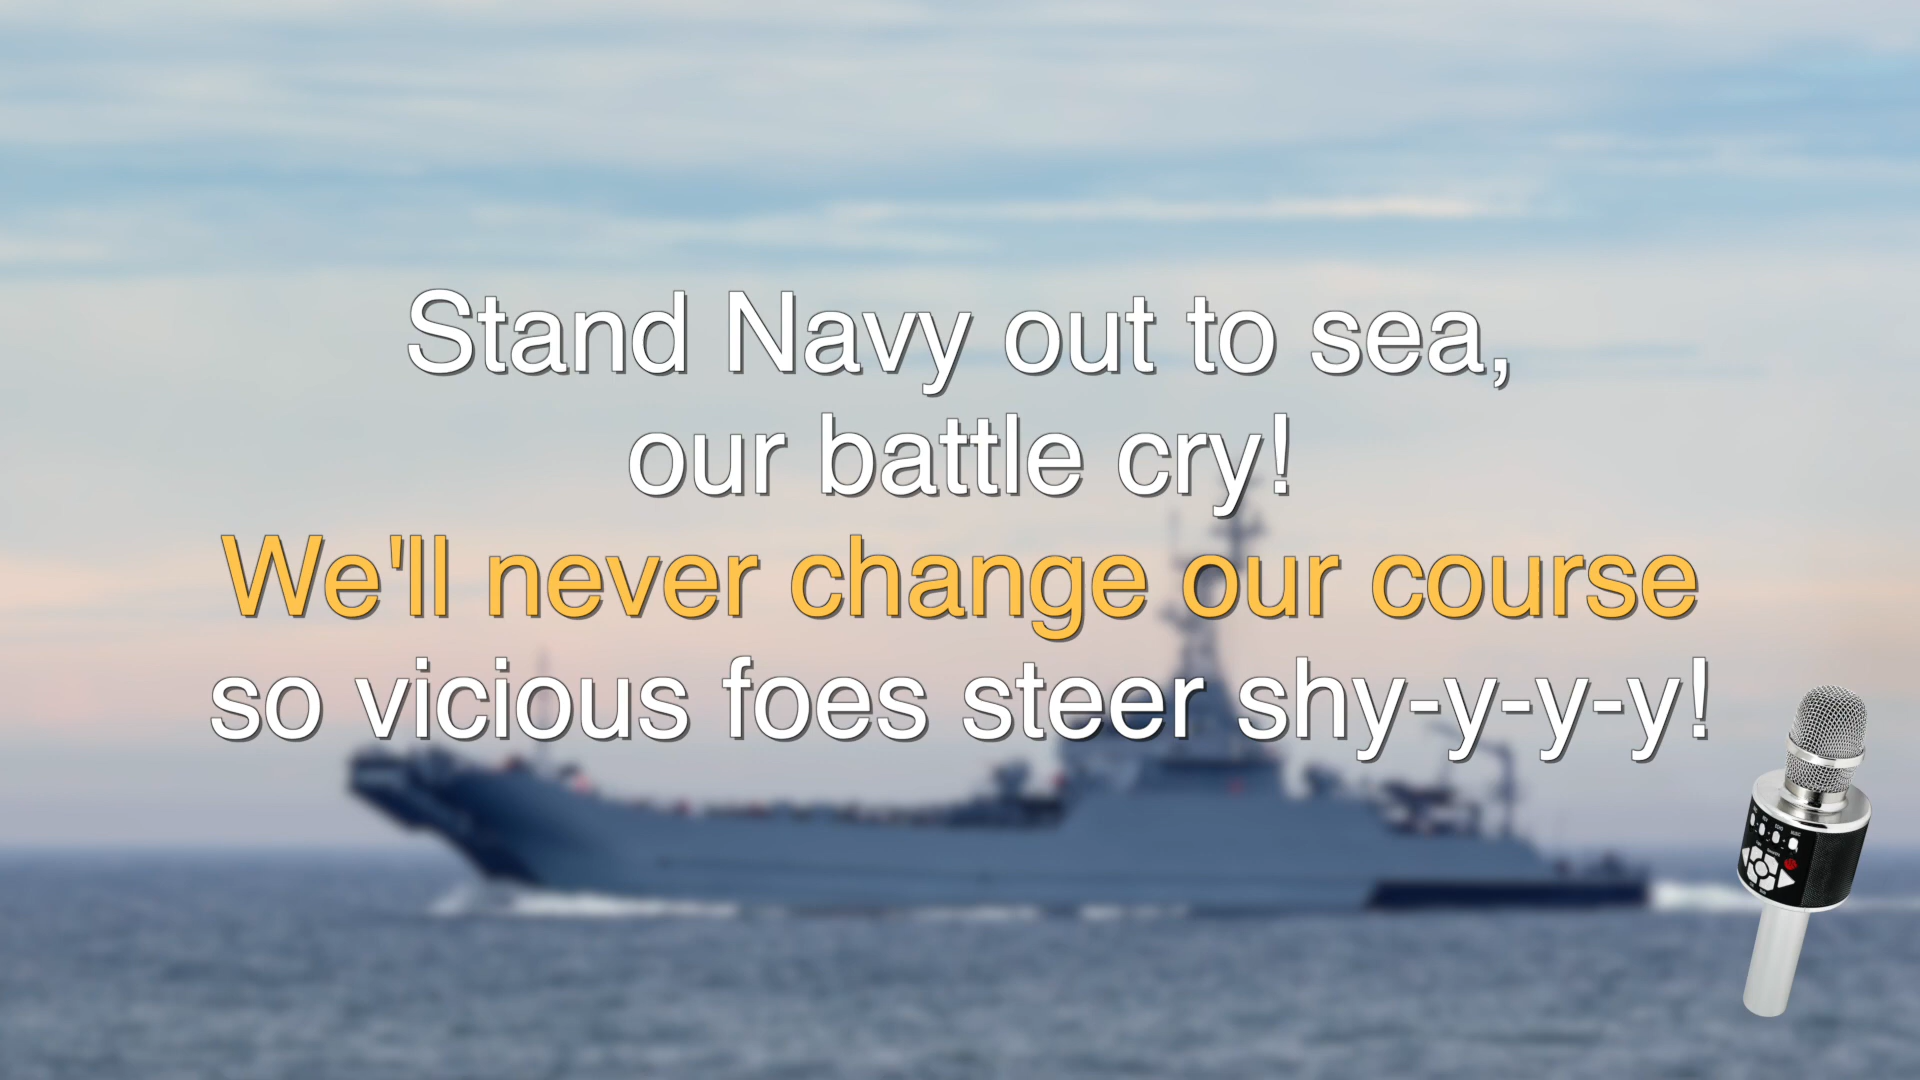 Stand Navy out to sea,
our battle cry!
We'll never change our course
so vicious foes steer shy-y-y-y!